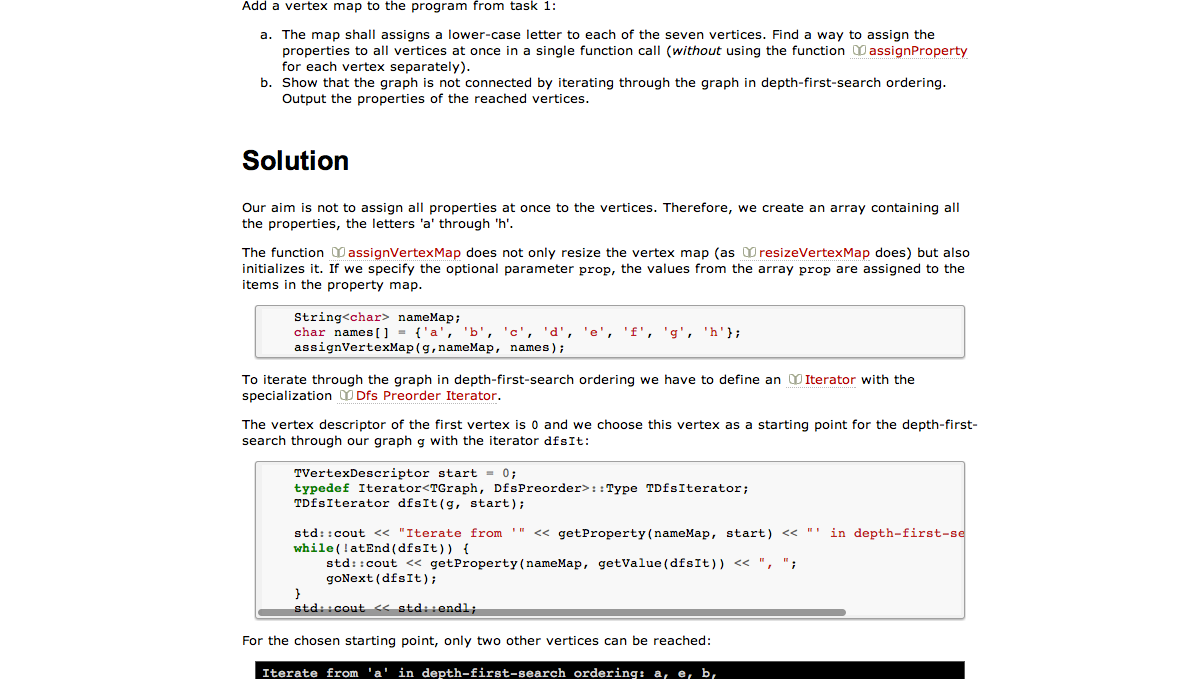 Add a vertex map to the program from task 1:
a. The map shall assigns a lower-case letter to each of the seven vertices. Find a way to assign the
properties to all vertices at once in a single function call (without using the function assignProperty
for each vertex separately).
b. Show that the graph is not connected by iterating through the graph in depth-first-search ordering.
Output the properties of the reached vertices.
Solution
Our aim is not to assign all properties at once to the vertices. Therefore, we create an array containing all
the properties, the letters 'a' through 'h'.
The function assignVertexMap does not only resize the vertex map (as resizeVertexMap does) but also
initializes it. If we specify the optional parameter prop, the values from the array prop are assigned to the
items in the property map.
String<char> nameMap;
char names[] = {'a', 'b', 'c', 'd', 'e', 'f', 'g', 'h'};
assignVertexMap(g,nameMap, names);
To iterate through the graph in depth-first-search ordering we have to define an Iterator with the
specialization Dfs Preorder Iterator.
The vertex descriptor of the first vertex is 0 and we choose this vertex as a starting point for the depth-first-
search through our graph g with the iterator dfsIt:
TVertexDescriptor start = 0;
typedef Iterator<TGraph, DfsPreorder>::Type TDfsIterator;
TDfsIterator dfsIt(g, start);
std::cout << "Iterate from '" << getProperty(nameMap, start) << "' in depth-first-se
while(!atEnd(dfsIt)) {
std::cout << getProperty(nameMap, getValue(dfsIt)) << ", ";
goNext(dfsIt);
}
std::cout << std::endl;
For the chosen starting point, only two other vertices can be reached:
Iterate from 'a' in depth-first-search ordering: a, e, b,